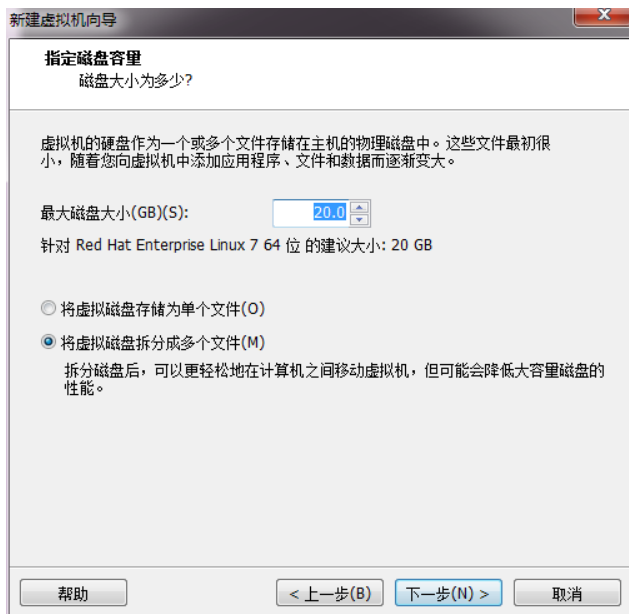 新建虚拟机向导
指定磁盘容量
磁盘大小为多少?
虚拟机的硬盘作为一个或多个文件存储在主机的物理磁盘中。这些文件最初很
小，随着您向虚拟机中添加应用程序、文件和数据而逐渐变大。
最大磁盘大小(GB)(S): 20.0
针对 Red Hat Enterprise Linux 7 64 位 的建议大小: 20 GB
将虚拟磁盘存储为单个文件(O)
将虚拟磁盘拆分成多个文件(M)
拆分磁盘后，可以更轻松地在计算机之间移动虚拟机，但可能会降低大容量磁盘的
性能。
帮助 < 上一步(B) 下一步(N) > 取消